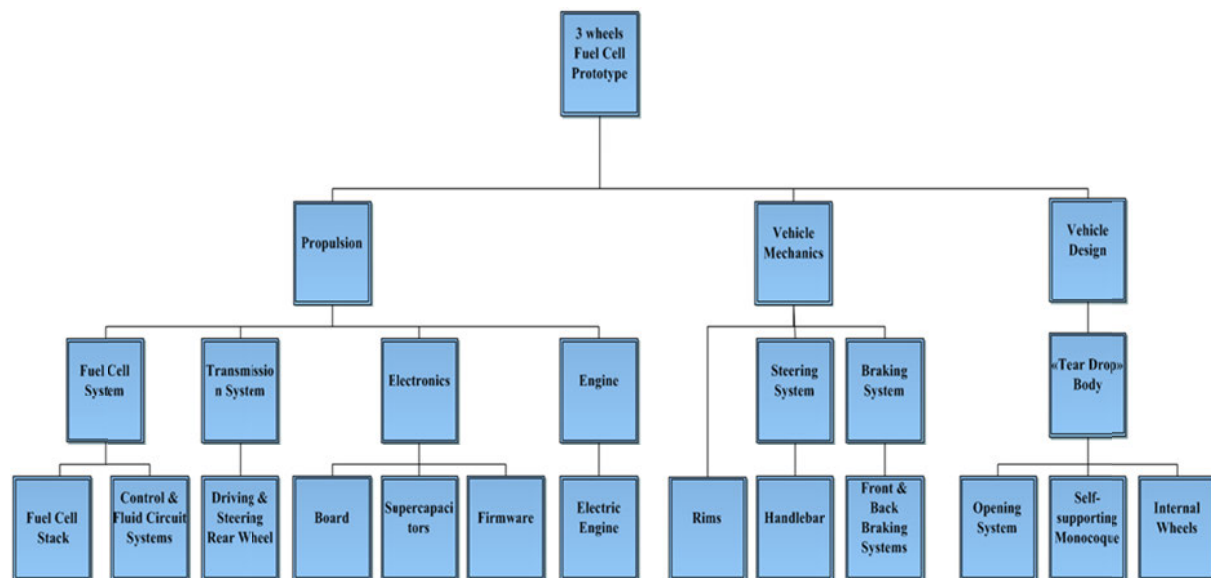 3 wheels
Fuel Cell
Prototype
Propulsion
Vehicle
Mechanics
Vehicle
Design
Fuel Cell
System
Transmissio
n System
Electronics
Engine
Steering
System
Braking
System
«Tear Drop»
Body
Fuel Cell
Stack
Control &
Fluid Circuit
Systems
Driving &
Steering
Rear Wheel
Board
Supercapaci
tors
Firmware
Electric
Engine
Rims
Handlebar
Front &
Back
Braking
Systems
Opening
System
Self-
supporting
Monocoque
Internal
Wheels